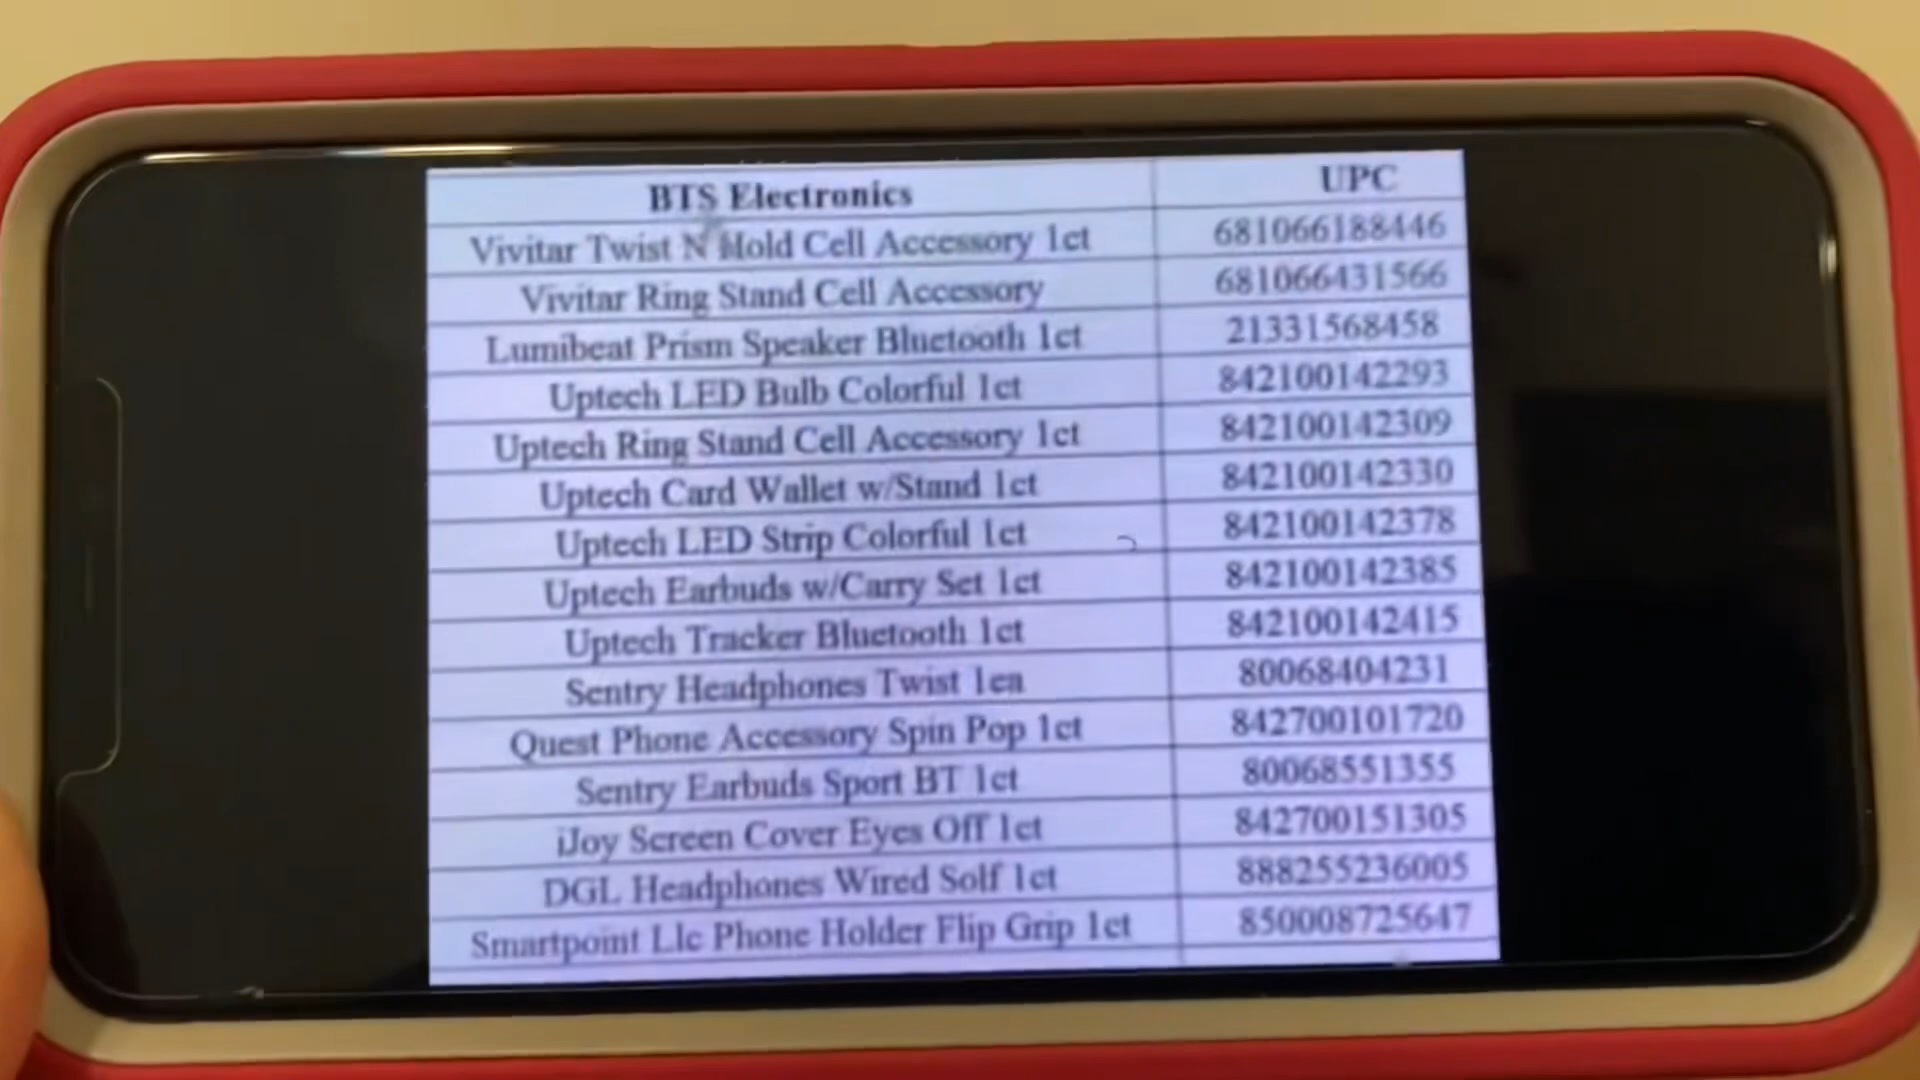 BTS Electronics UPC
Vivitar Twist N Mold Cell Accessory 1ct 681066188446
Vivitar Ring Stand Cell Accessory 681066431566
Lumibeat Prism Speaker Bluetooth 1ct 21331568458
Uptech LED Bulb Colorful 1ct 842100142293
Uptech Ring Stand Cell Accessory 1ct 842100142309
Uptech Card Wallet w/Stand 1ct 842100142330
Uptech LED Strip Colorful 1ct 842100142378
Uptech Earbuds w/Carry Set 1ct 842100142385
Uptech Tracker Bluetooth 1ct 842100142415
Sentry Headphones Twist 1ea 80068404231
Quest Phone Accessory Spin Pop 1ct 842700101720
Sentry Earbuds Sport BT 1ct 80068551355
iJoy Screen Cover Eyes Off 1ct 842700151305
DGL Headphones Wired Solf 1ct 888255236005
Smartpoint Llc Phone Holder Flip Grip 1ct 850008725647